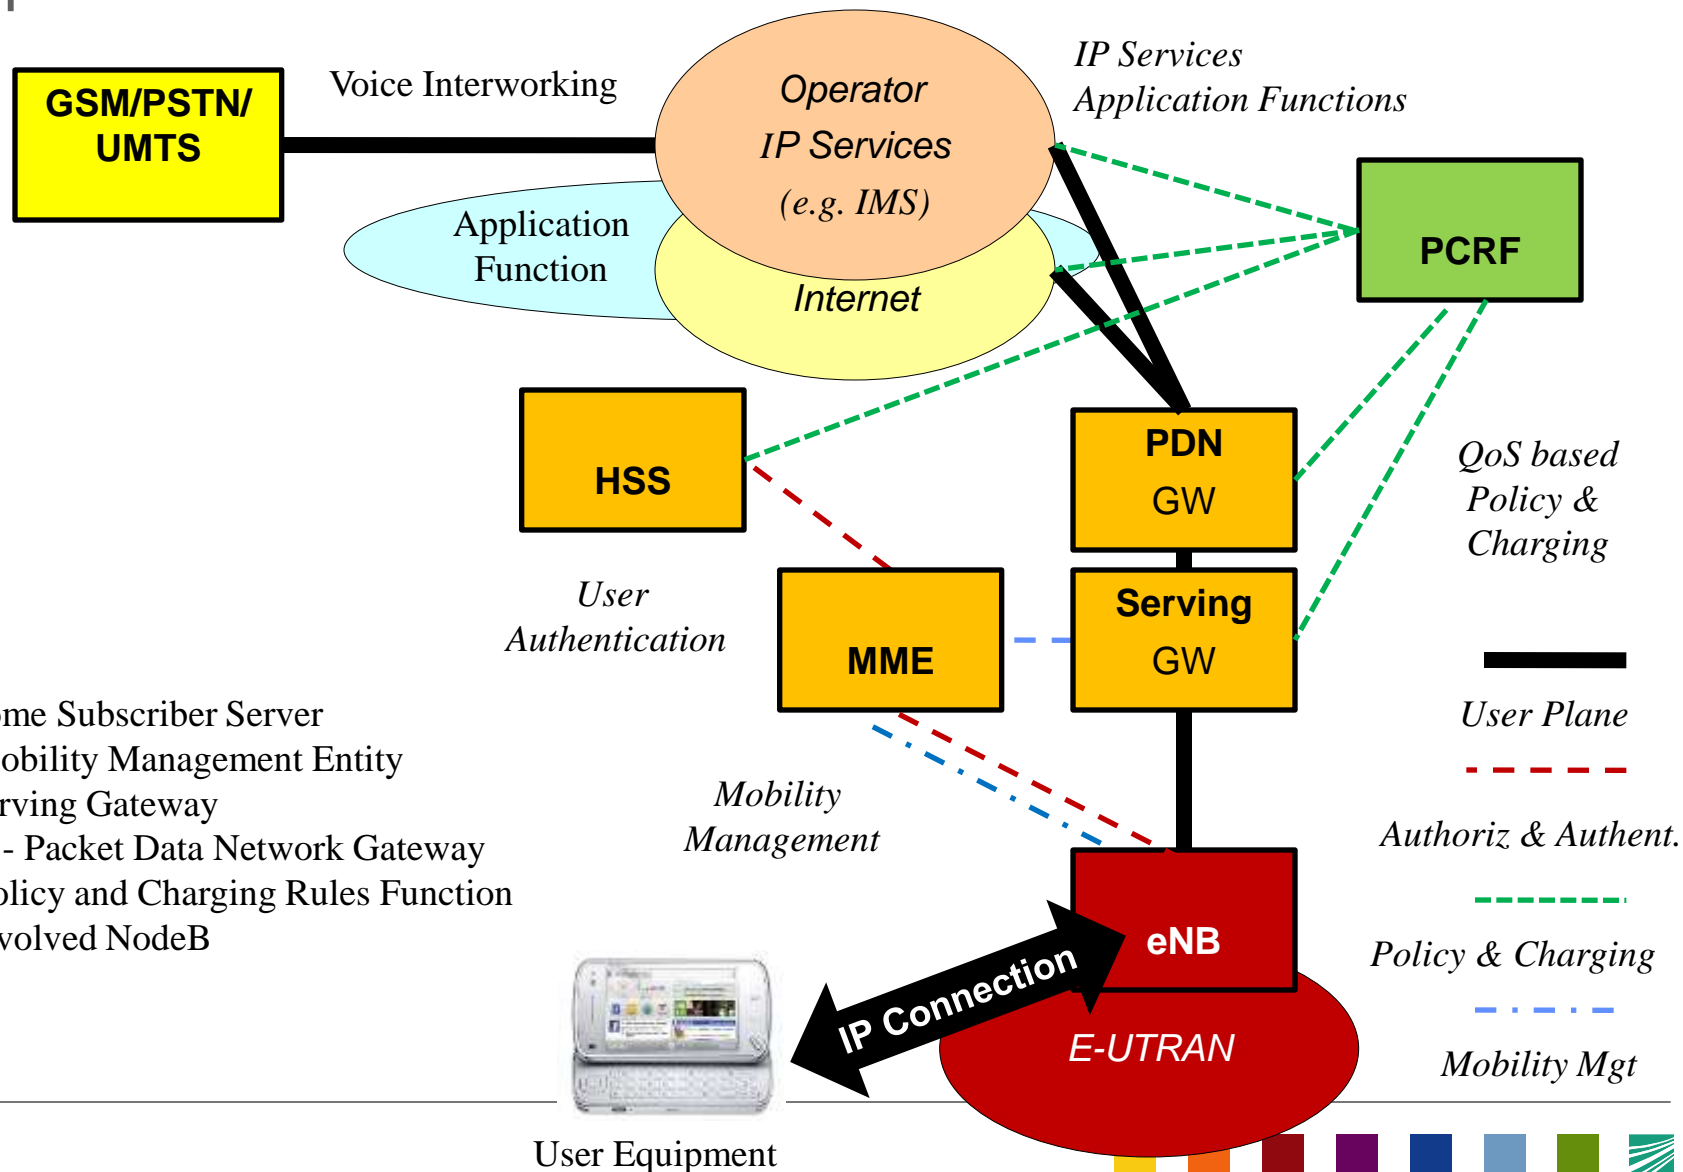 GSM/PSTN/
UMTS
Voice Interworking
Operator
IP Services
(e.g. IMS)
IP Services
Application Functions
Application
Function
Internet
PCRF
HSS
PDN
GW
QoS based
Policy &
Charging
User
Authentication
MME
Serving
GW
User Plane
ome Subscriber Server
obility Management Entity
rving Gateway
- Packet Data Network Gateway
olicy and Charging Rules Function
volved NodeB
Mobility
Management
Authoriz & Authent.
eNB
Policy & Charging
IP Connection
E-UTRAN
Mobility Mgt
User Equipment